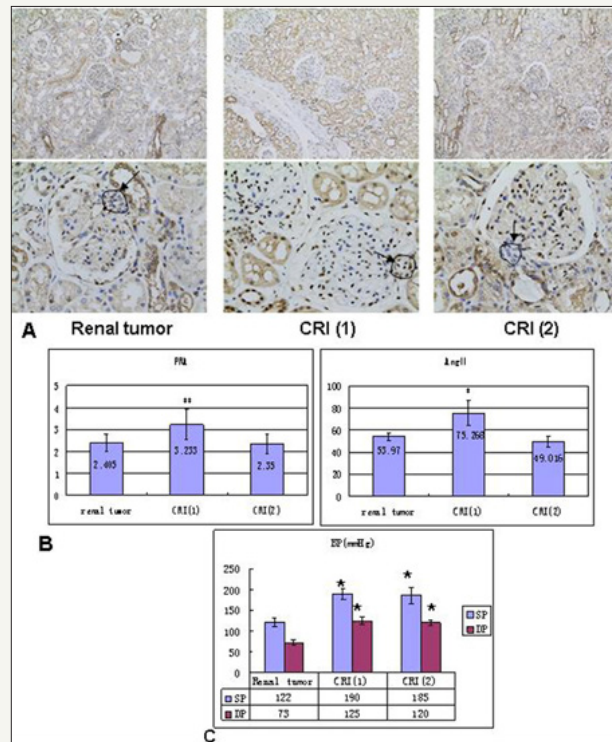 Renal tumor CRI (1) CRI (2)
A
PRA AngII
5
4
3
2
1
0
2.405 3.233 2.35
**
renal tumor CRI(1) CRI(2)
100
80
60
40
20
0
53.97 75.268 49.016
*
renal tumor CRI(1) CRI(2)
B
BP(mmHg)
250
200
150
100
50
0
* * * *
SP
DP
Renal tumor CRI(1) CRI(2)
SP 122 190 185
DP 73 125 120
C